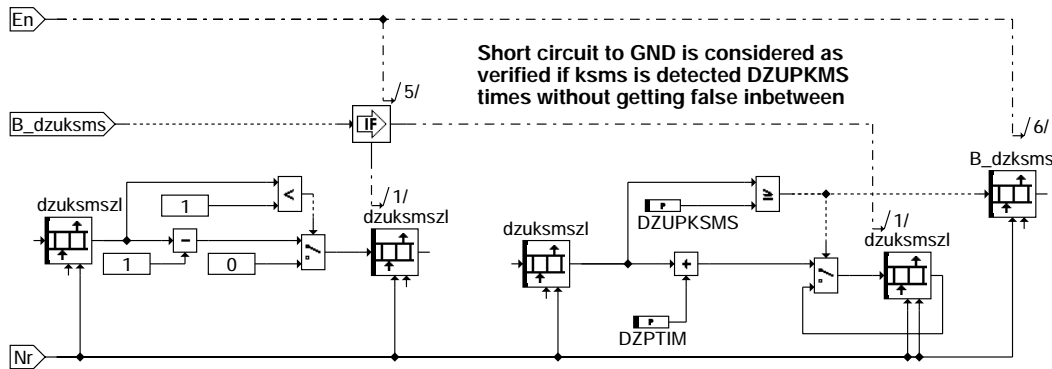 En
Short circuit to GND is considered as
verified if ksms is detected DZUPKMS
times without getting false inbetween
/5/
/6/
B_dzuksms
IF
B_dzksms
/1/
<
dzuksmszl
1
dzuksmszl
P
DZUPKSMS
≥
/1/
dzuksmszl
dzuksmszl
-
1
0
+
P
DZPTIM
Nr